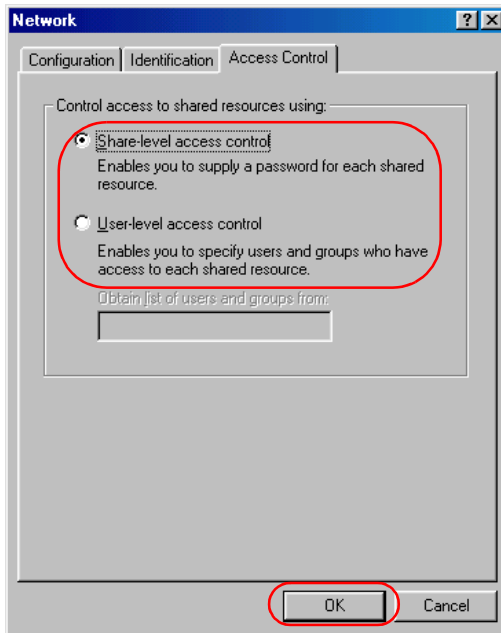 Network
Configuration
Identification
Access Control
Control access to shared resources using:
Share-level access control
Enables you to supply a password for each shared
resource.
User-level access control
Enables you to specify users and groups who have
access to each shared resource.
Obtain list of users and groups from:
OK
Cancel